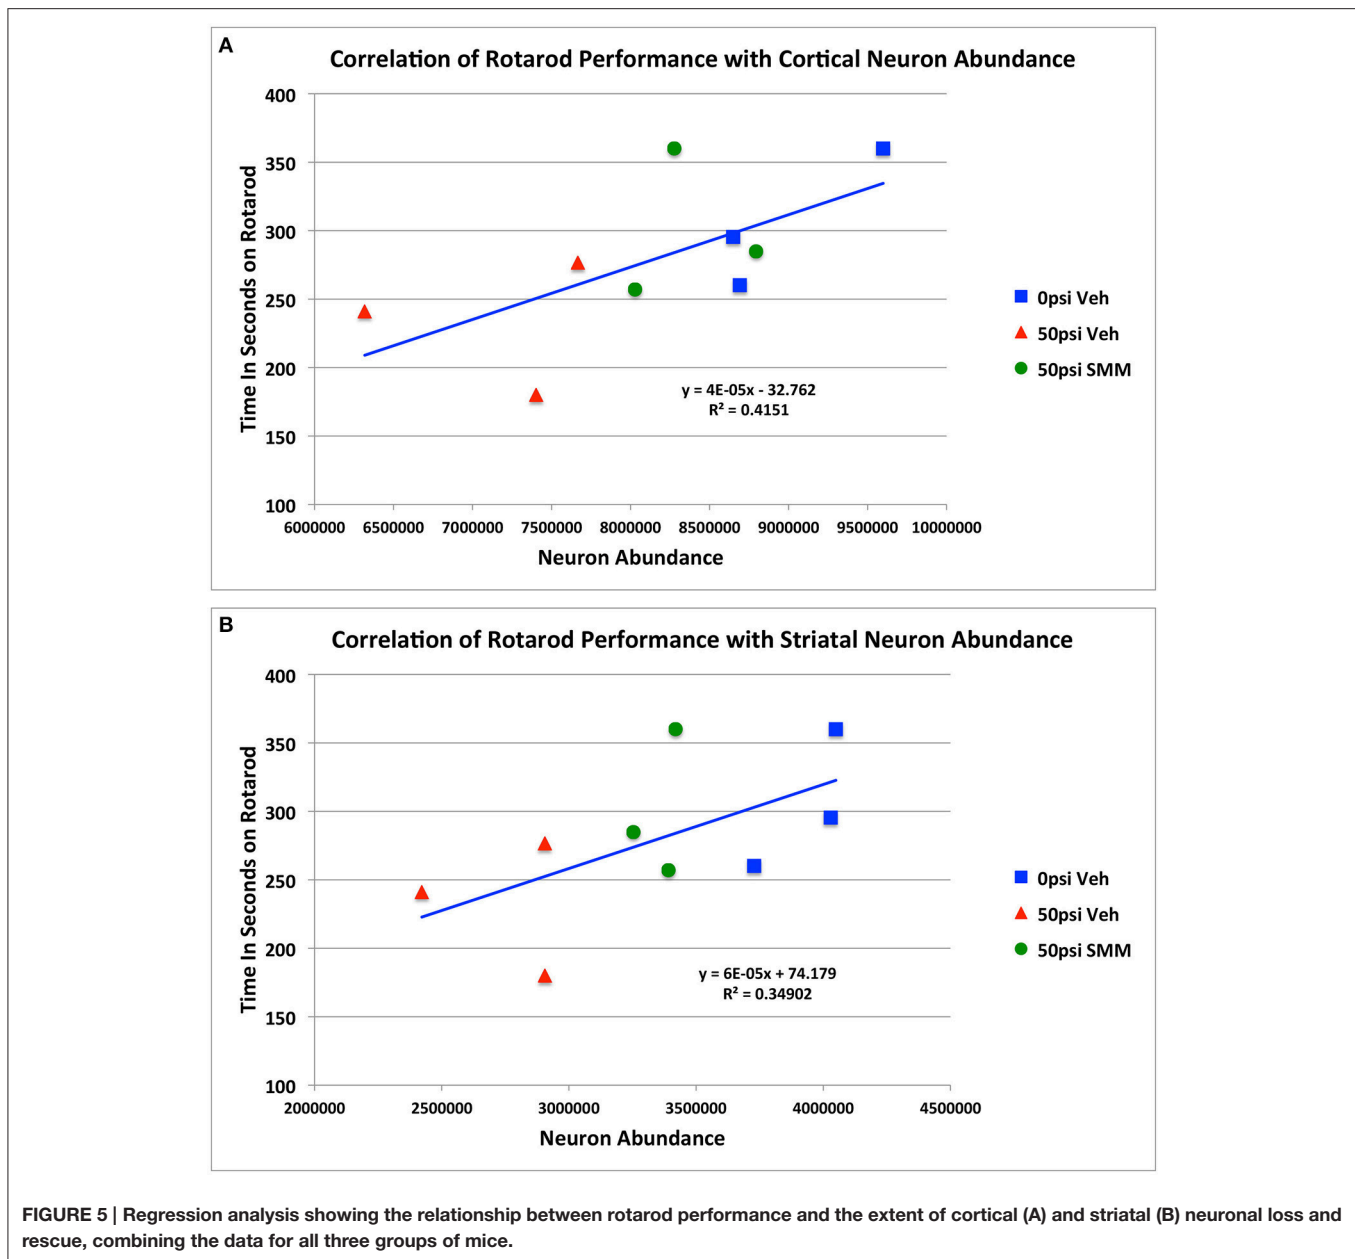 A
Correlation of Rotarod Performance with Cortical Neuron Abundance
400
350
300
250
200
150
100
Time In Seconds on Rotarod
y = 4E-05x - 32.762
R² = 0.4151
6000000 6500000 7000000 7500000 8000000 8500000 9000000 9500000 10000000
Neuron Abundance
0psi Veh
50psi Veh
50psi SMM
B
Correlation of Rotarod Performance with Striatal Neuron Abundance
400
350
300
250
200
150
100
Time In Seconds on Rotarod
y = 6E-05x + 74.179
R² = 0.34902
2000000 2500000 3000000 3500000 4000000 4500000
Neuron Abundance
0psi Veh
50psi Veh
50psi SMM
FIGURE 5 | Regression analysis showing the relationship between rotarod performance and the extent of cortical (A) and striatal (B) neuronal loss and
rescue, combining the data for all three groups of mice.